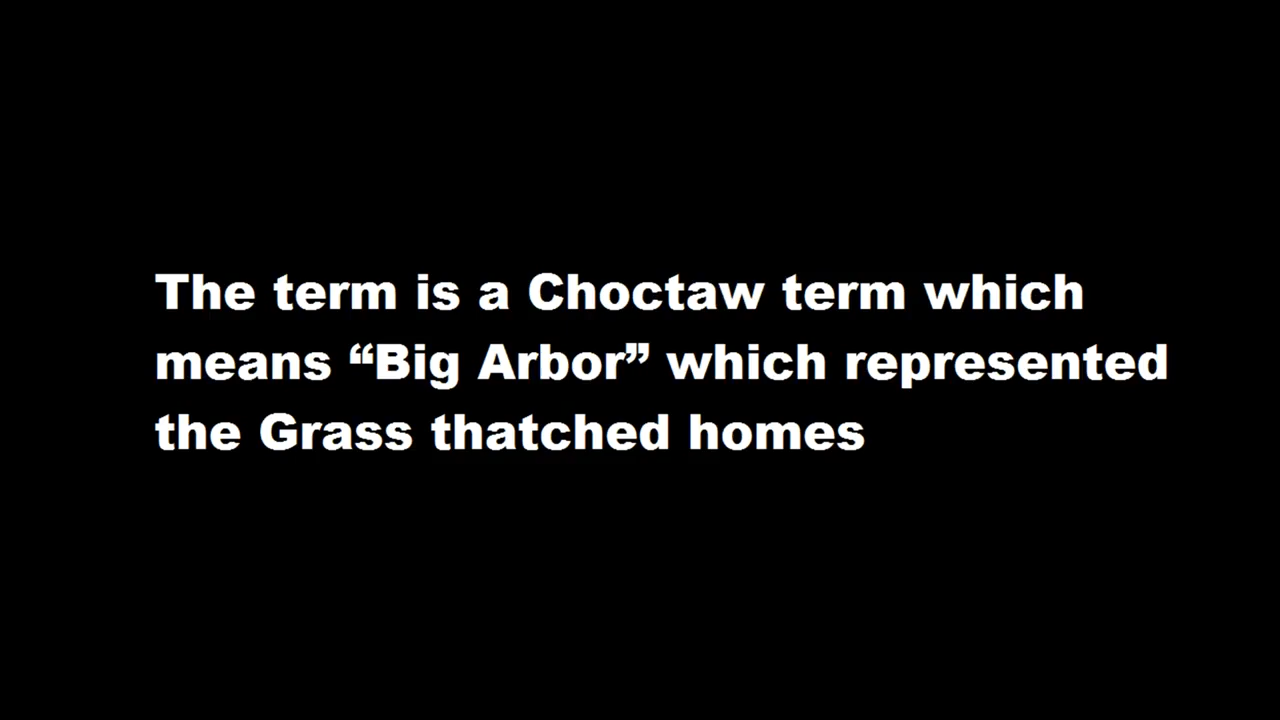 The term is a Choctaw term which
means “Big Arbor” which represented
the Grass thatched homes